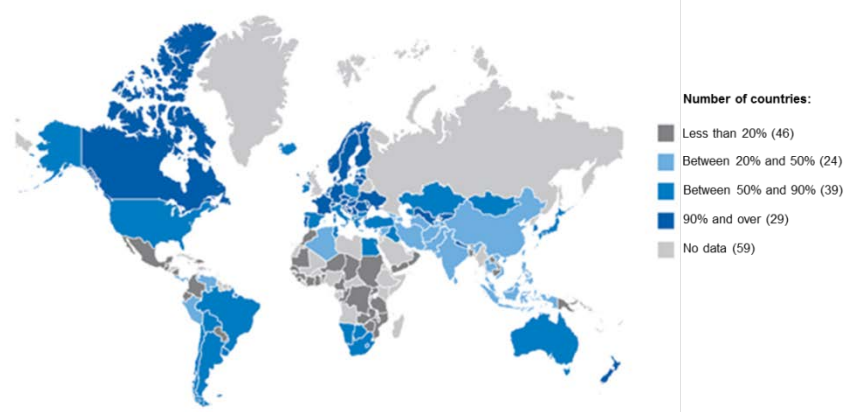 Number of countries:
Less than 20% (46)
Between 20% and 50% (24)
Between 50% and 90% (39)
90% and over (29)
No data (59)